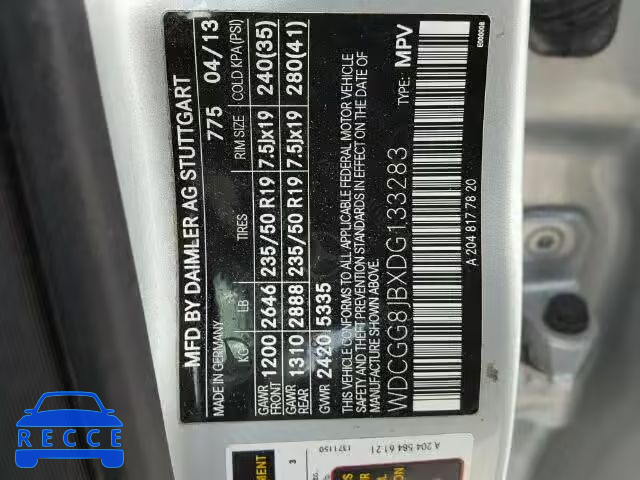 MFD BY DAIMLER AG STUTTGART
MADE IN GERMANY 775 04/13
KG LB TIRES RIM SIZE COLD KPA(PSI)
GAWR FRONT 1200 2646 235/50 R19 7.5Jx19 240(35)
GAWR REAR 1310 2888 235/50 R19 7.5Jx19 280(41)
GVWR 2420 5335
THIS VEHICLE CONFORMS TO ALL APPLICABLE FEDERAL MOTOR VEHICLE
SAFETY AND THEFT PREVENTION STANDARDS IN EFFECT ON THE DATE OF
MANUFACTURE SHOWN ABOVE.
WDCGG8JBXDG133283 TYPE: MPV
A 204 817 78 20 E000008
A 204 584 61 21
1371150
3
RECCE